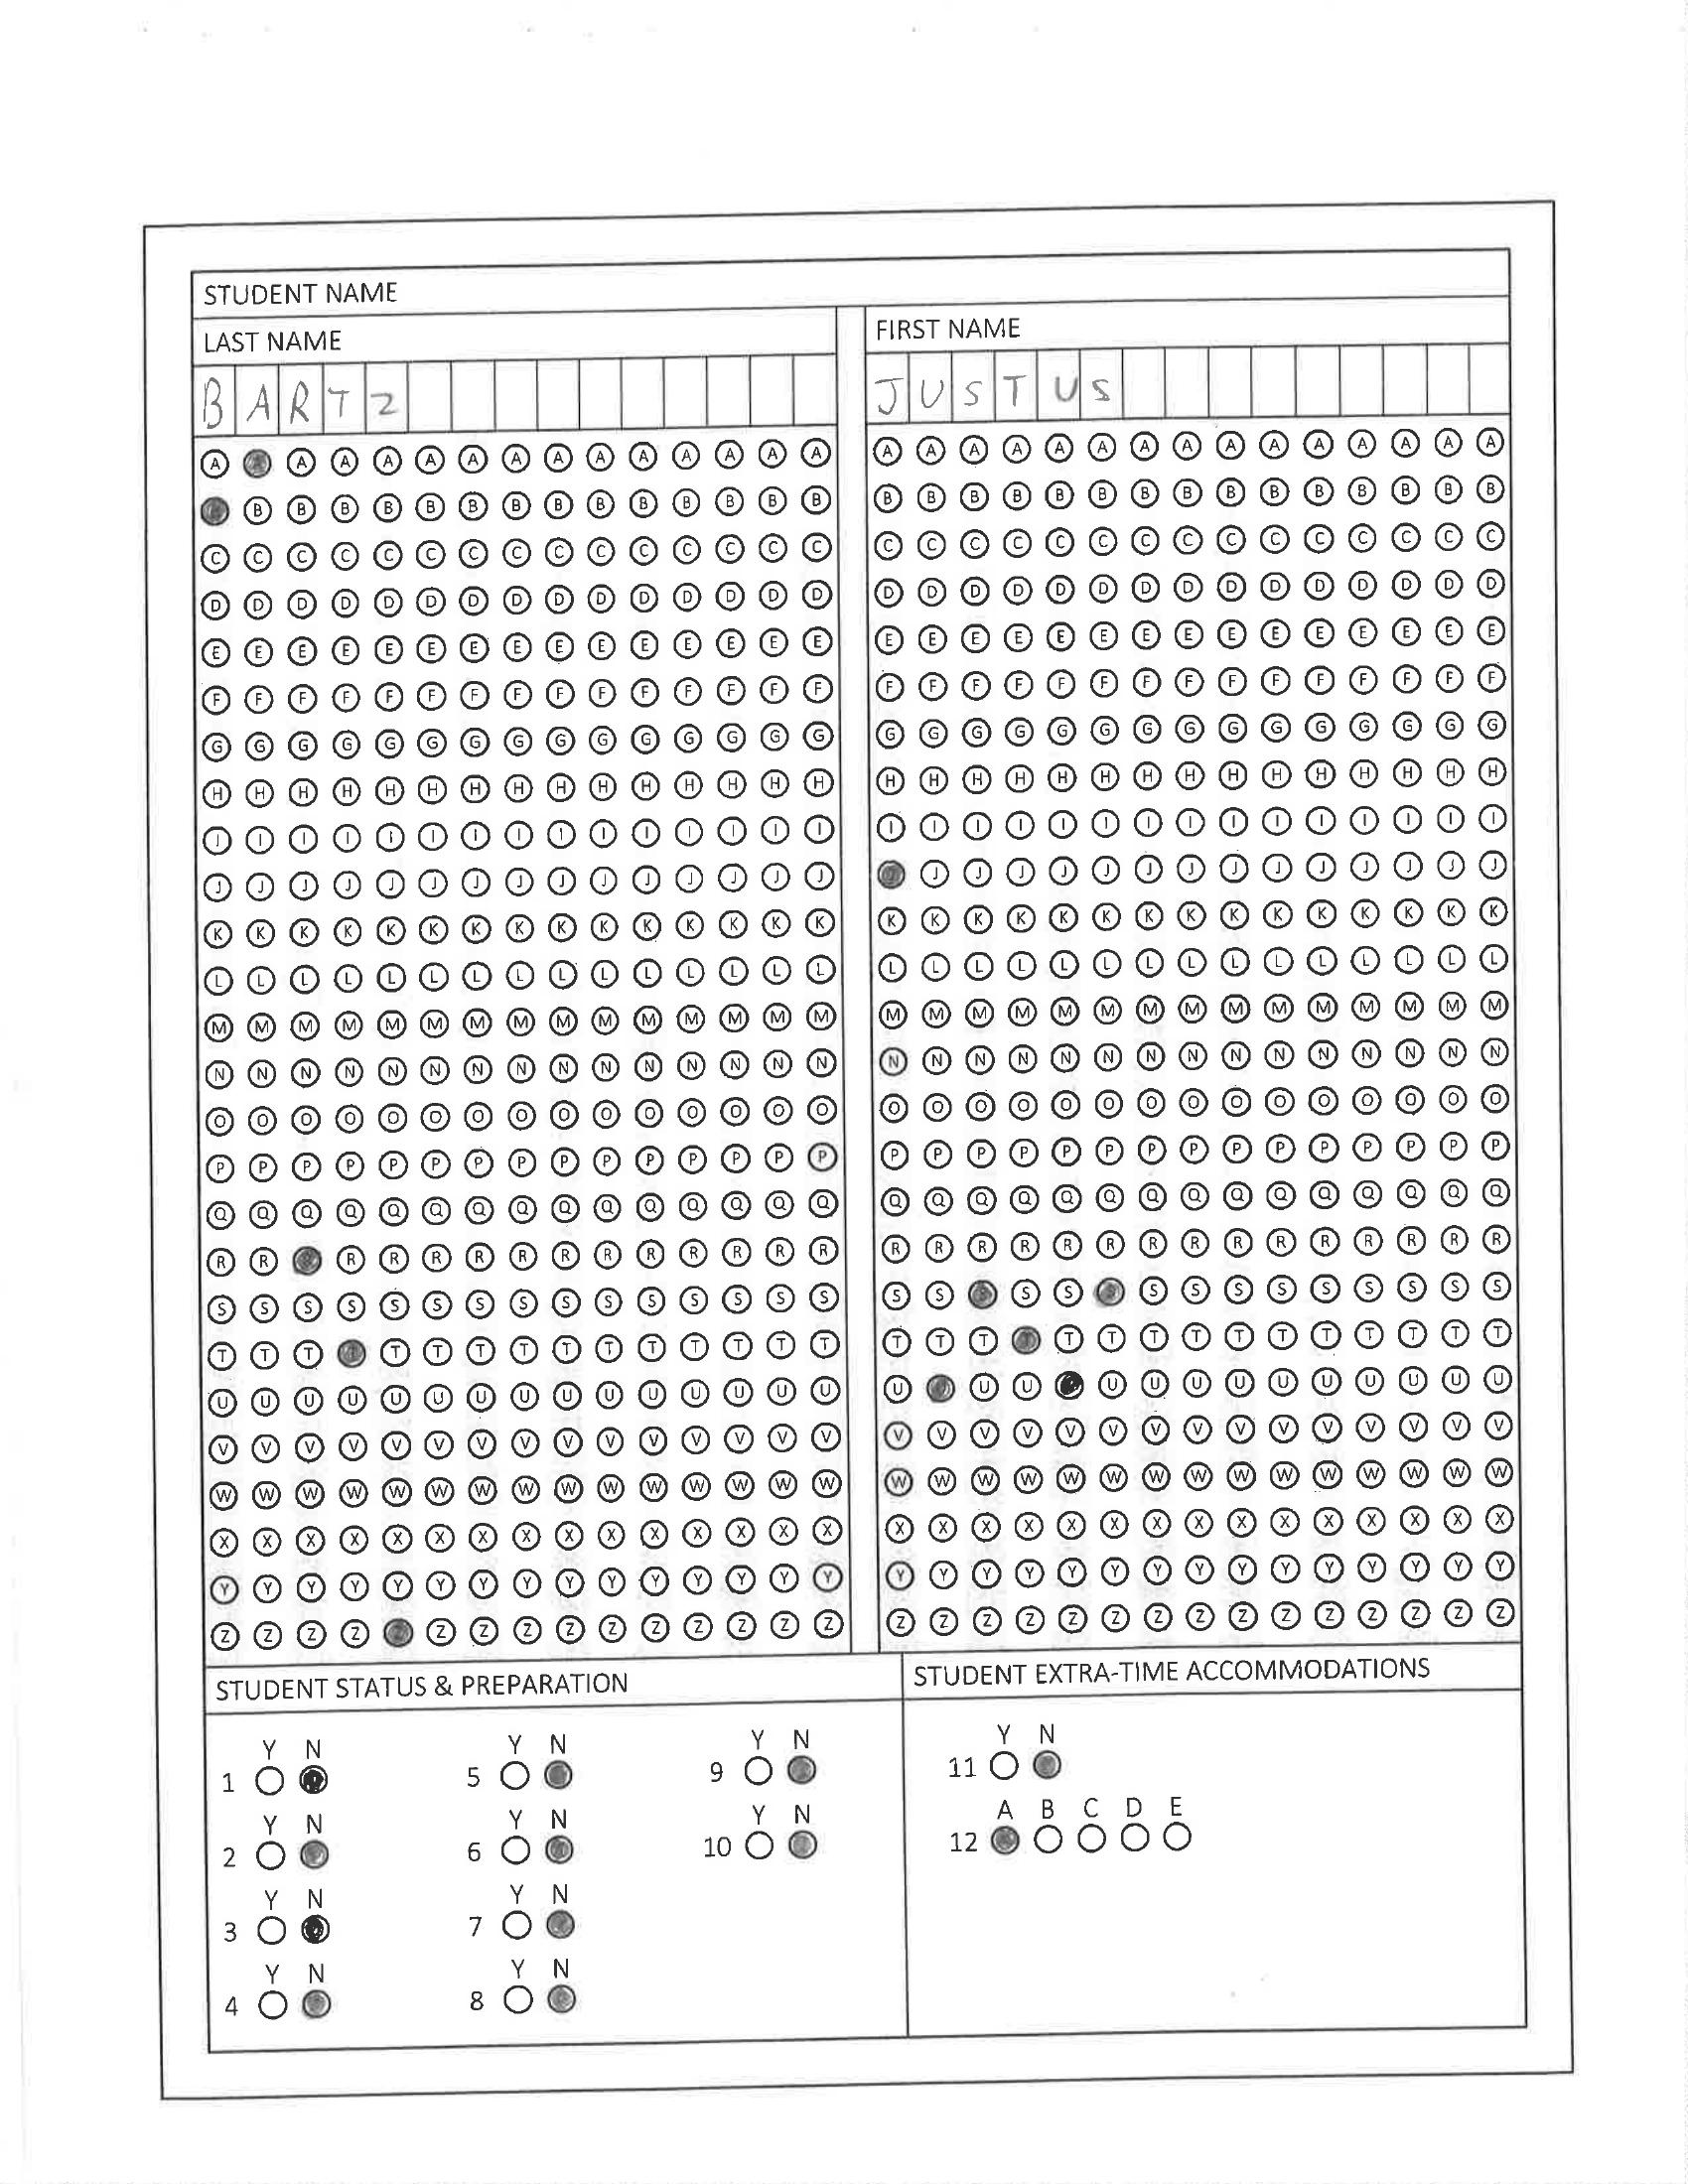 STUDENT NAME
LAST NAME
FIRST NAME
B A R T Z
J U S T U S
A A A A A A A A A A A A A A A A A A A A A A A A A A A A A A
B B B B B B B B B B B B B B B B B B B B B B B B B B B B B B
C C C C C C C C C C C C C C C C C C C C C C C C C C C C C C
D D D D D D D D D D D D D D D D D D D D D D D D D D D D D D
E E E E E E E E E E E E E E E E E E E E E E E E E E E E E E
F F F F F F F F F F F F F F F F F F F F F F F F F F F F F F
G G G G G G G G G G G G G G G G G G G G G G G G G G G G G G
H H H H H H H H H H H H H H H H H H H H H H H H H H H H H H
I I I I I I I I I I I I I I I I I I I I I I I I I I I I I I
J J J J J J J J J J J J J J J J J J J J J J J J J J J J J J
K K K K K K K K K K K K K K K K K K K K K K K K K K K K K K
L L L L L L L L L L L L L L L L L L L L L L L L L L L L L L
M M M M M M M M M M M M M M M M M M M M M M M M M M M M M M
N N N N N N N N N N N N N N N N N N N N N N N N N N N N N N
O O O O O O O O O O O O O O O O O O O O O O O O O O O O O O
P P P P P P P P P P P P P P P P P P P P P P P P P P P P P P
Q Q Q Q Q Q Q Q Q Q Q Q Q Q Q Q Q Q Q Q Q Q Q Q Q Q Q Q Q Q
R R R R R R R R R R R R R R R R R R R R R R R R R R R R R R
S S S S S S S S S S S S S S S S S S S S S S S S S S S S S S
T T T T T T T T T T T T T T T T T T T T T T T T T T T T T T
U U U U U U U U U U U U U U U U U U U U U U U U U U U U U
V V V V V V V V V V V V V V V V V V V V V V V V V V V V V V
W W W W W W W W W W W W W W W W W W W W W W W W W W W W W W
X X X X X X X X X X X X X X X X X X X X X X X X X X X X X X
Y Y Y Y Y Y Y Y Y Y Y Y Y Y Y Y Y Y Y Y Y Y Y Y Y Y Y Y Y Y
Z Z Z Z Z Z Z Z Z Z Z Z Z Z Z Z Z Z Z Z Z Z Z Z Z Z Z Z Z Z
STUDENT STATUS & PREPARATION
STUDENT EXTRA-TIME ACCOMMODATIONS
Y N
1
Y N
2
Y N
3
Y N
4
Y N
5
Y N
6
Y N
7
Y N
8
Y N
9
Y N
10
Y N
11
A B C D E
12